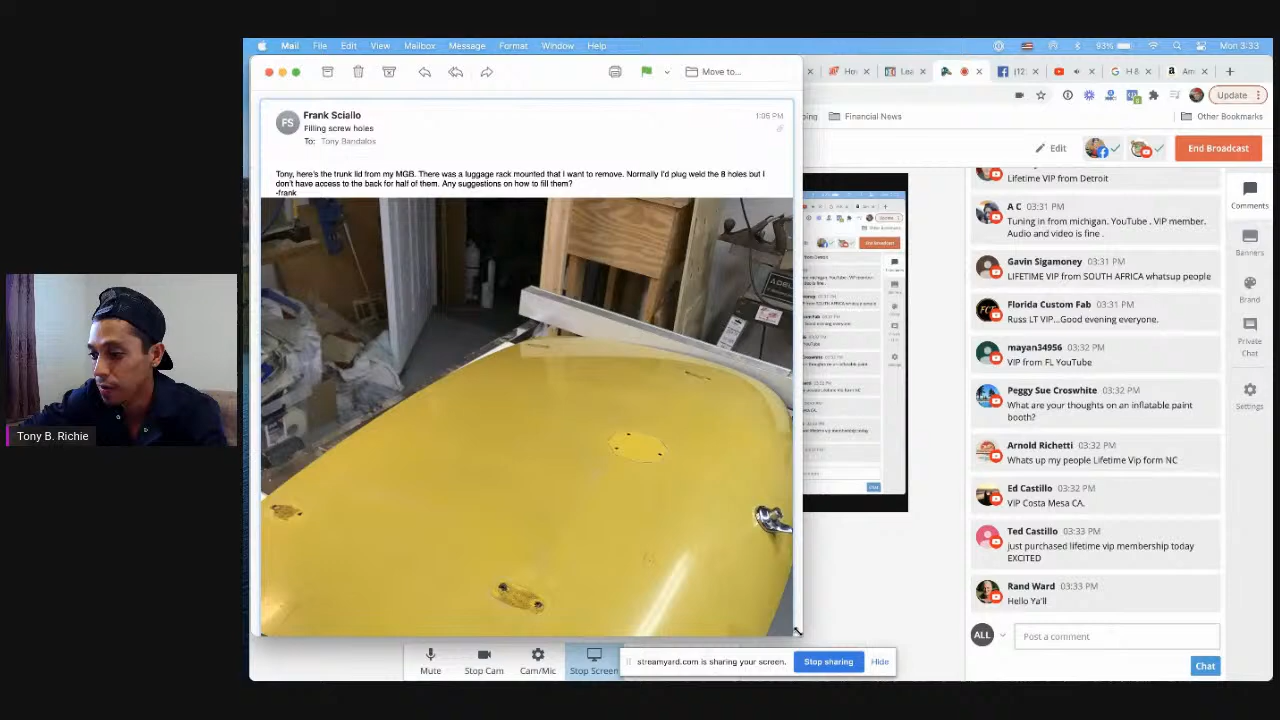 Mail File Edit View Mailbox Message Format Window Help
93% Mon 3:33
Move to...
Update
Financial News
Other Bookmarks
FS
Frank Sciallo
1:05 PM
Filling screw holes
To: Tony Bandalos
Tony, here's the trunk lid from my MGB. There was a luggage rack mounted that I want to remove. Normally I'd plug weld the 8 holes but I
don't have access to the back for half of them. Any suggestions on how to fill them?
-frank
Tony B. Richie
Edit
End Broadcast
Lifetime VIP from Detroit
A C 03:31 PM
Tuning in from michigan. YouTube . VIP member.
Audio and video is fine .
Gavin Sigamoney 03:31 PM
LIFETIME VIP from SOUTH AFRICA whatsup people
Florida Custom Fab 03:31 PM
Russ LT VIP...Good evening everyone.
mayan34956 03:32 PM
VIP from FL YouTube
Peggy Sue Croswhite 03:32 PM
What are your thoughts on an inflatable paint
booth?
Arnold Richetti 03:32 PM
Whats up my people Lifetime Vip form NC
Ed Castillo 03:32 PM
VIP Costa Mesa CA.
Ted Castillo 03:33 PM
just purchased lifetime vip membership today
EXCITED
Rand Ward 03:33 PM
Hello Ya'll
ALL
Post a comment
Chat
Comments
Banners
Brand
Private
Chat
Settings
Mute
Stop Cam
Cam/Mic
Stop Screen
streamyard.com is sharing your screen.
Stop sharing
Hide